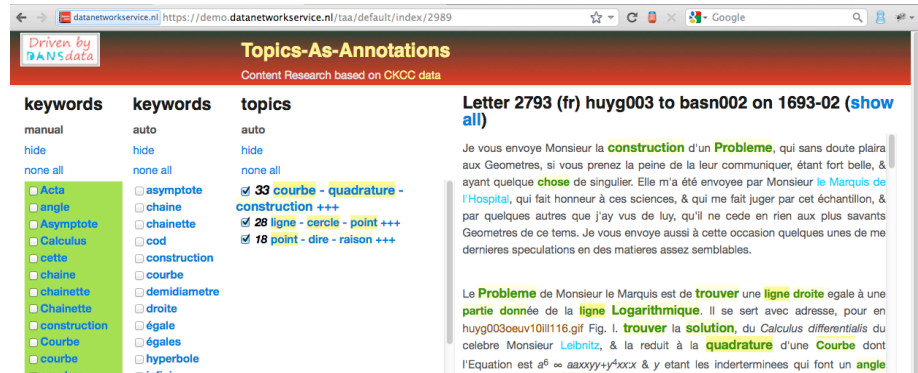 datanetworkservice.nl https://demo.datanetworkservice.nl/taa/default/index/2989
Google
Driven by
DANSdata
Topics-As-Annotations
Content Research based on CKCC data
keywords
manual
hide
none all
Acta
angle
Asymptote
Calculus
cette
chaine
chainette
Chainette
construction
Courbe
courbe
keywords
auto
hide
none all
asymptote
chaine
chainette
cod
construction
courbe
demidiametre
droite
égale
égales
hyperbole
topics
auto
hide
none all
33 courbe - quadrature -
construction +++
28 ligne - cercle - point +++
18 point - dire - raison +++
Letter 2793 (fr) huyg003 to basn002 on 1693-02 (show
all)
Je vous envoye Monsieur la construction d'un Probleme, qui sans doute plaira
aux Geometres, si vous prenez la peine de la leur communiquer, étant fort belle, &
ayant quelque chose de singulier. Elle m'a été envoyee par Monsieur le Marquis de
l'Hospital, qui fait honneur à ces sciences, & qui me fait juger par cet échantillon, &
par quelques autres que j'ay vus de luy, qu'il ne cede en rien aux plus savants
Geometres de ce tems. Je vous envoye aussi à cette occasion quelques unes de me
dernieres speculations en des matieres assez semblables.
Le Probleme de Monsieur le Marquis est de trouver une ligne droite egale à une
partie donnée de la ligne Logarithmique. Il se sert avec adresse, pour en
huyg003oeuv10ill116.gif Fig. I. trouver la solution, du Calculus differentialis du
celebre Monsieur Leibnitz, & la reduit à la quadrature d'une Courbe dont
l'Equation est a⁶ ∞ aaxxyy+y⁴xx:x & y etant les inderterminees qui font un angle